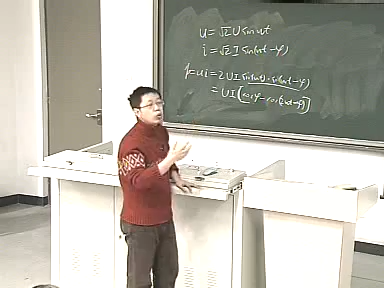 u = √2 U sin ωt
i = √2 I sin(ωt - φ)
p = ui = 2UI sin(ωt) · sin(ωt - φ)
= UI [cos φ - cos(2ωt - φ)]